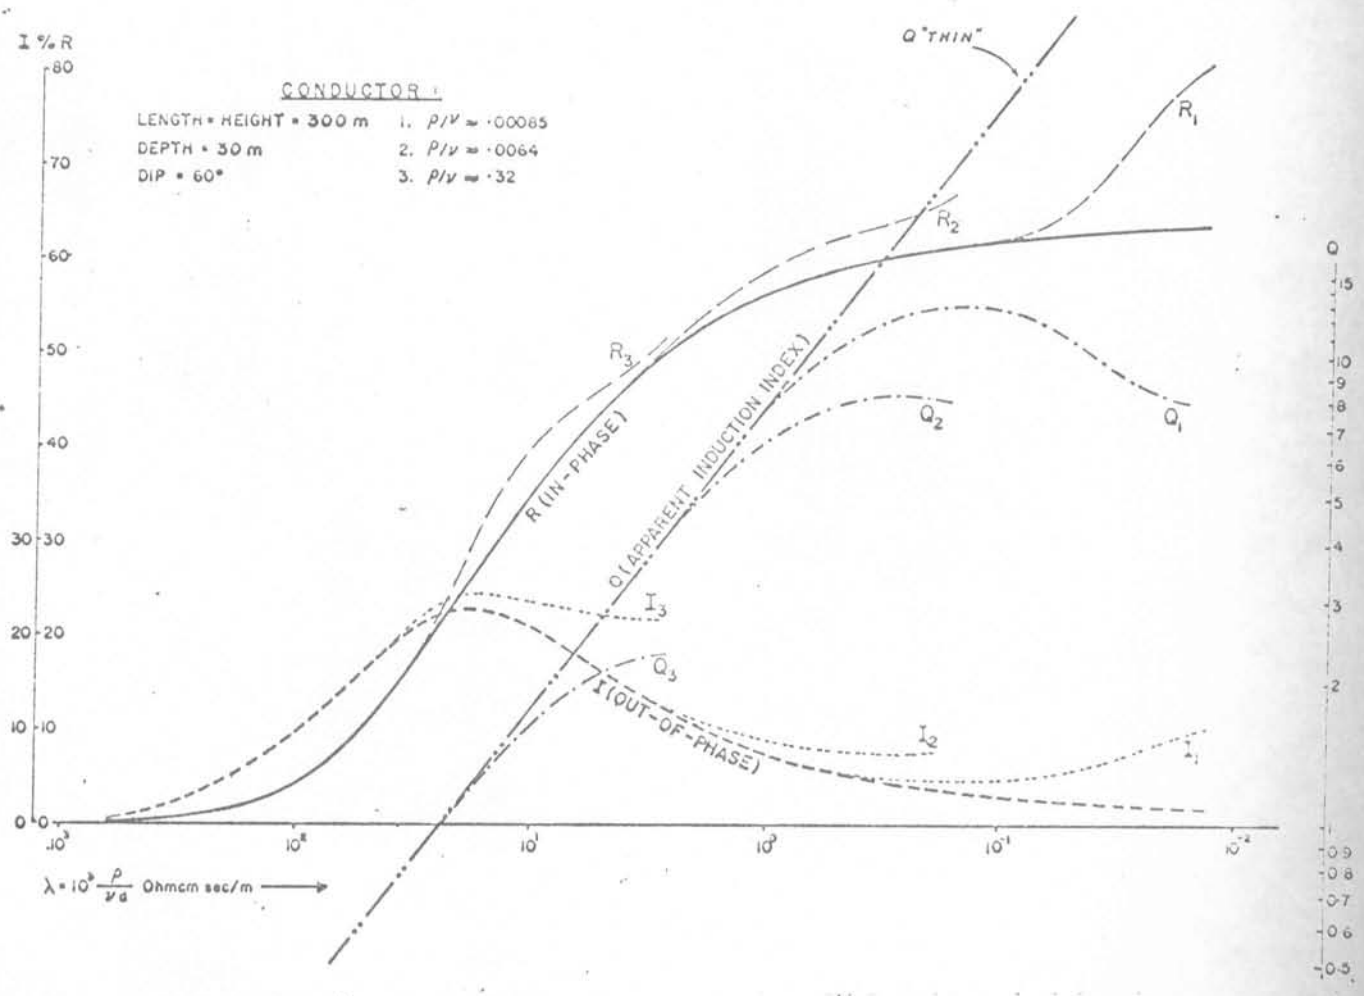 I % R
Q "THIN"
CONDUCTOR :
LENGTH = HEIGHT = 300 m 1. ρ/ν ≈ ·00085
DEPTH = 30 m 2. ρ/ν ≈ ·0064
DIP = 60° 3. ρ/ν ≈ ·32
80
70
60
50
40
30 30
20 20
10 10
0 0
R₁
R₂
R₃
R (IN-PHASE)
Q (APPARENT INDUCTION INDEX)
Q₁
Q₂
Q₃
I₃
I (OUT-OF-PHASE)
I₂
I₁
Q
15
10
9
8
7
6
5
4
3
2
1
0·9
0·8
0·7
0·6
0·5
10³ 10² 10¹ 10⁰ 10⁻¹ 10⁻²
λ = 10³ ρ/νd Ohmcm sec/m